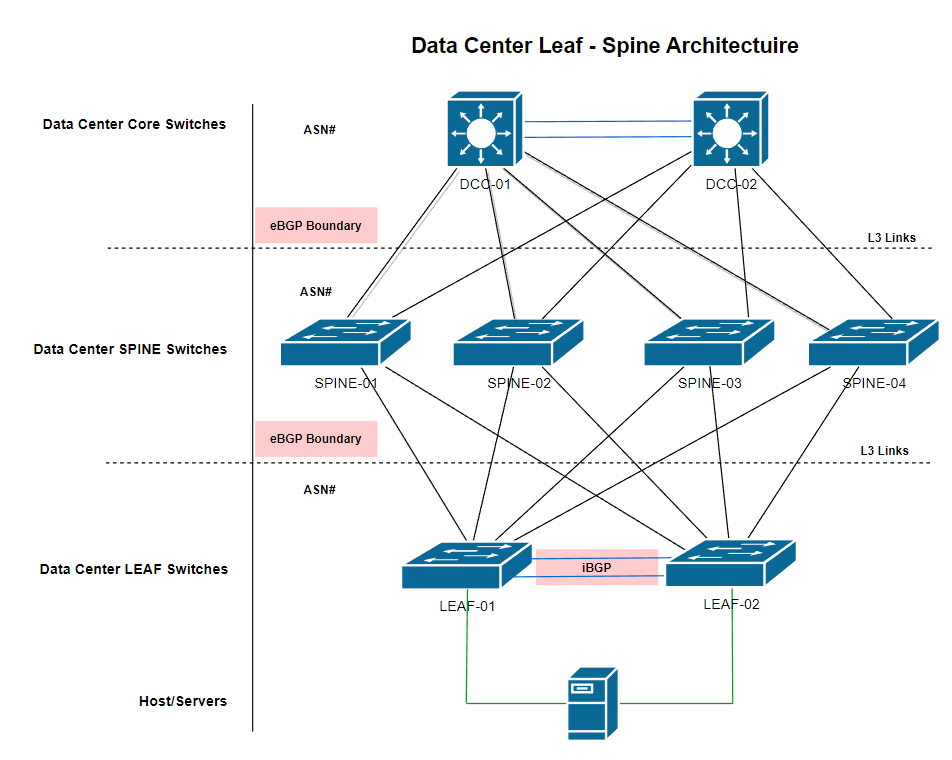 Data Center Leaf - Spine Architectuire
Data Center Core Switches
ASN#
DCC-01
DCC-02
eBGP Boundary
L3 Links
ASN#
Data Center SPINE Switches
SPINE-01
SPINE-02
SPINE-03
SPINE-04
eBGP Boundary
L3 Links
ASN#
Data Center LEAF Switches
iBGP
LEAF-01
LEAF-02
Host/Servers